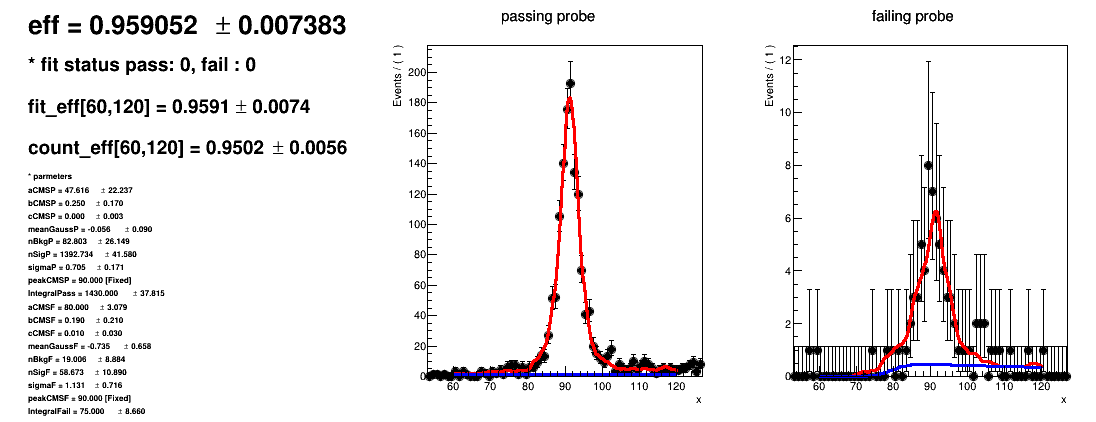 eff = 0.959052 ± 0.007383
* fit status pass: 0, fail : 0
fit_eff[60,120] = 0.9591 ± 0.0074
count_eff[60,120] = 0.9502 ± 0.0056
* parmeters
aCMSP = 47.616 ± 22.237
bCMSP = 0.250 ± 0.170
cCMSP = 0.000 ± 0.003
meanGaussP = -0.056 ± 0.090
nBkgP = 82.803 ± 26.149
nSigP = 1392.734 ± 41.580
sigmaP = 0.705 ± 0.171
peakCMSP = 90.000 [Fixed]
IntegralPass = 1430.000 ± 37.815
aCMSF = 80.000 ± 3.079
bCMSF = 0.190 ± 0.210
cCMSF = 0.010 ± 0.030
meanGaussF = -0.735 ± 0.658
nBkgF = 19.006 ± 8.884
nSigF = 58.673 ± 10.890
sigmaF = 1.131 ± 0.716
peakCMSF = 90.000 [Fixed]
IntegralFail = 75.000 ± 8.660
passing probe
Events / ( 1 )
200
180
160
140
120
100
80
60
40
20
0
60 70 80 90 100 110 120
x
failing probe
Events / ( 1 )
12
10
8
6
4
2
0
60 70 80 90 100 110 120
x